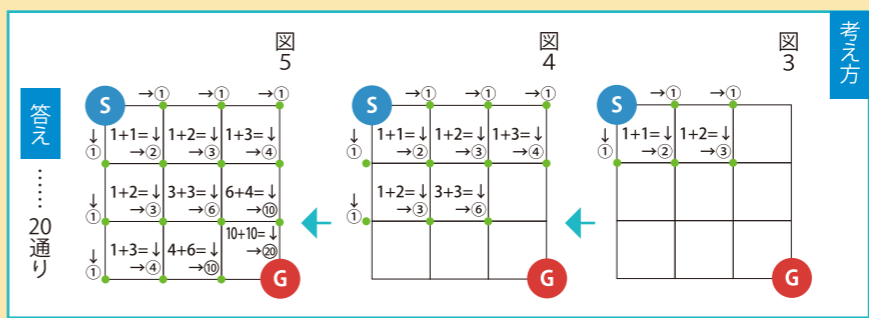 考え方
図3
S →① →①
↓① 1+1=↓ 1+2=↓
→② →③
G
図4
S →① →① →①
↓① 1+1=↓ 1+2=↓ 1+3=↓
→② →③ →④
↓① 1+2=↓ 3+3=↓
→③ →⑥
G
図5
S →① →① →①
↓① 1+1=↓ 1+2=↓ 1+3=↓
→② →③ →④
↓① 1+2=↓ 3+3=↓ 6+4=↓
→③ →⑥ →⑩
↓① 1+3=↓ 4+6=↓ 10+10=↓
→④ →⑩ →⑳
G
答え……20通り